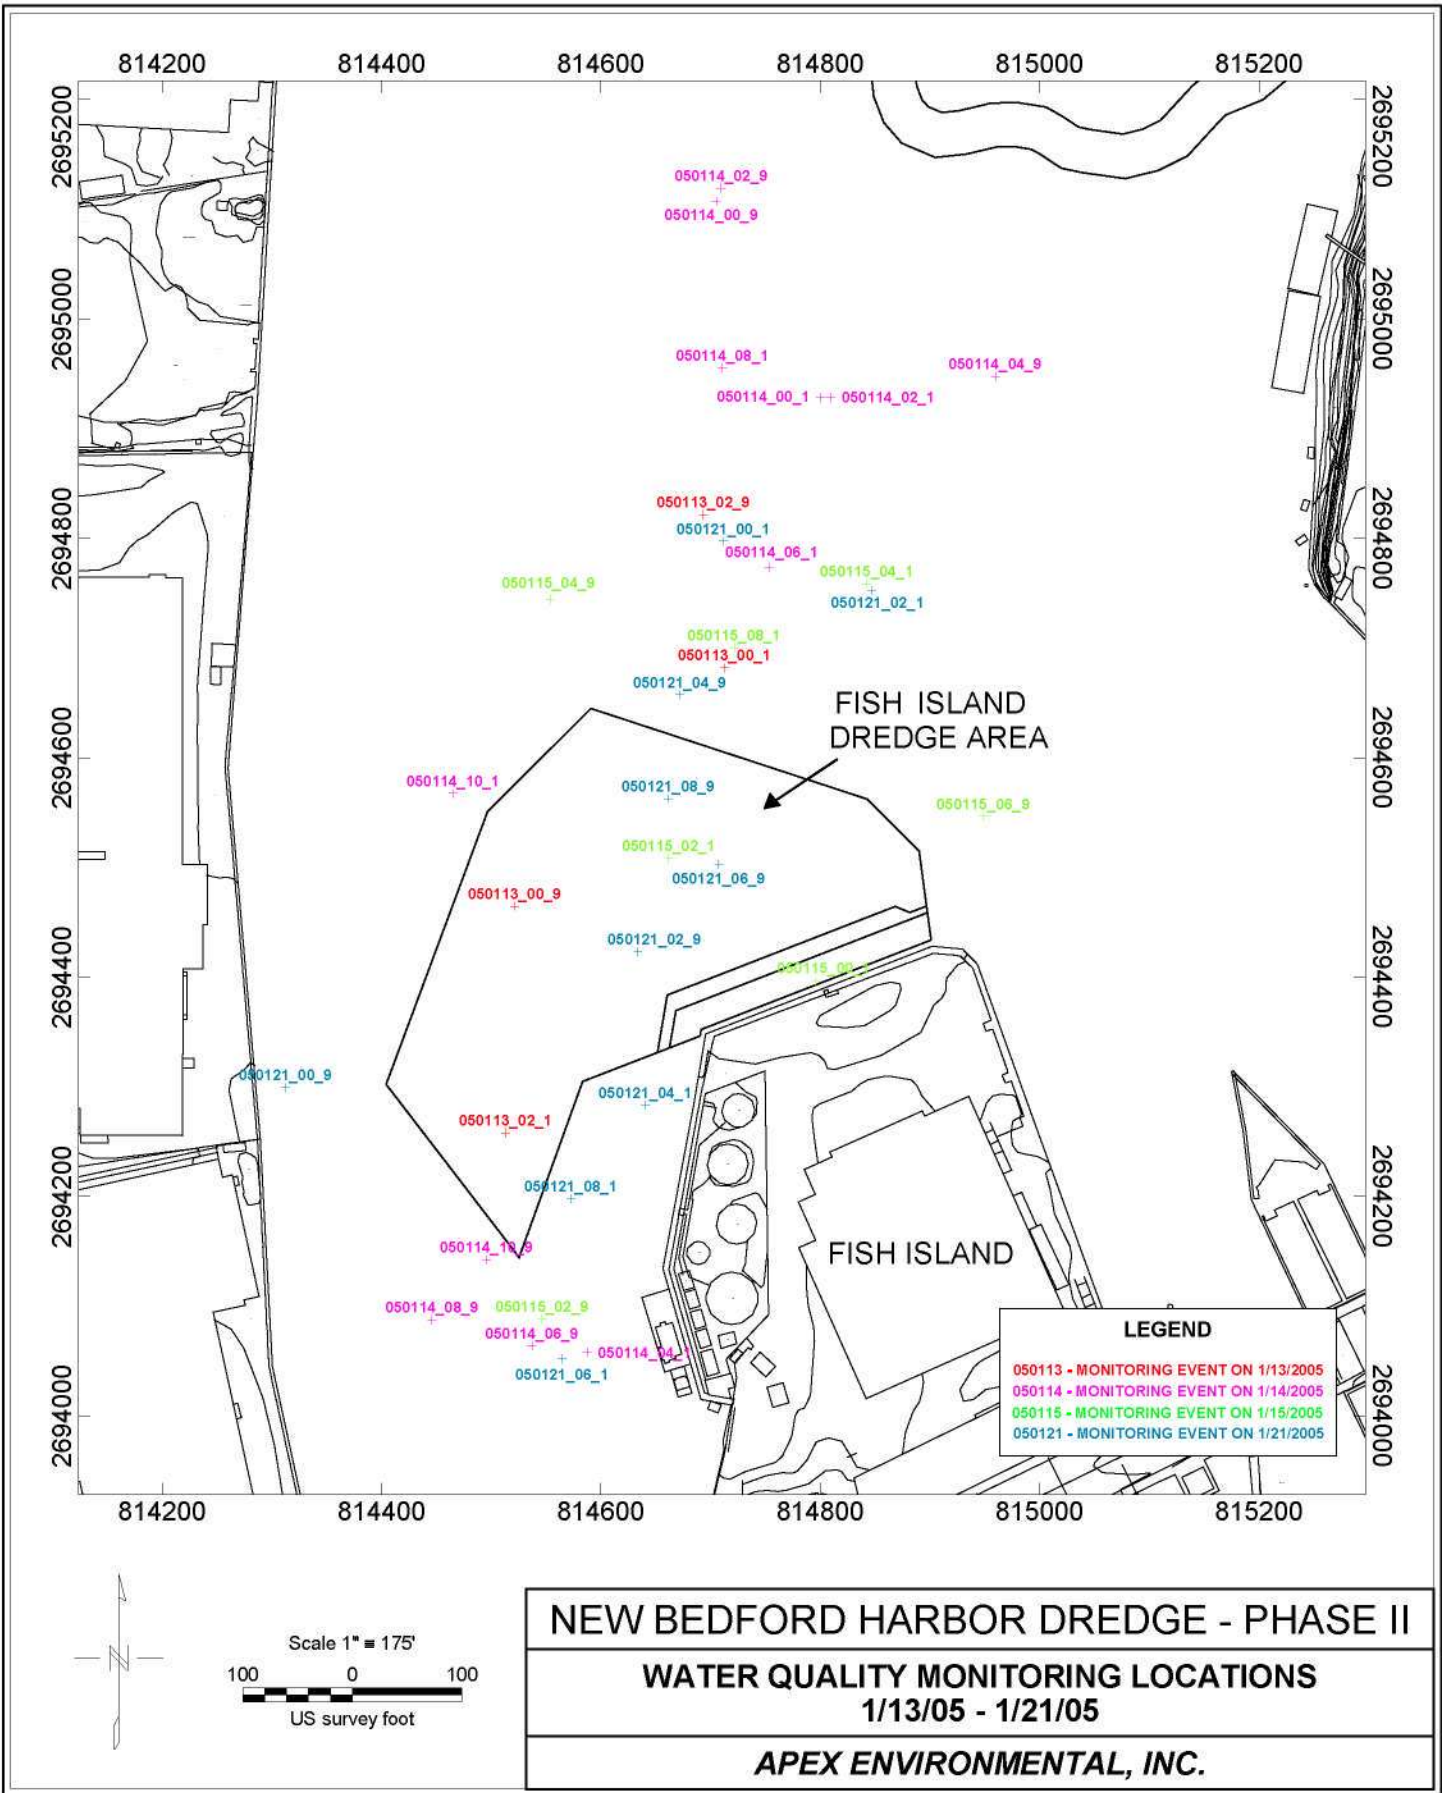 814200 814400 814600 814800 815000 815200
2695200 2695200
050114_02_9
050114_00_9
2695000 2695000
050114_08_1
050114_04_9
050114_00_1 050114_02_1
2694800 2694800
050113_02_9
050121_00_1
050114_06_1
050115_04_1
050115_04_9
050121_02_1
050115_08_1
050113_00_1
050121_04_9
FISH ISLAND
DREDGE AREA
2694600 2694600
050114_10_1
050121_08_9
050115_06_9
050115_02_1
050121_06_9
050113_00_9
050121_02_9
050115_00_1
2694400 2694400
050121_00_9
050121_04_1
050113_02_1
050121_08_1
2694200 2694200
050114_10_9
FISH ISLAND
050114_08_9
050115_02_9
050114_06_9
050114_04_1
050121_06_1
2694000 2694000
LEGEND
050113 - MONITORING EVENT ON 1/13/2005
050114 - MONITORING EVENT ON 1/14/2005
050115 - MONITORING EVENT ON 1/15/2005
050121 - MONITORING EVENT ON 1/21/2005
814200 814400 814600 814800 815000 815200
N
Scale 1" = 175'
100 0 100
US survey foot
NEW BEDFORD HARBOR DREDGE - PHASE II
WATER QUALITY MONITORING LOCATIONS
1/13/05 - 1/21/05
APEX ENVIRONMENTAL, INC.